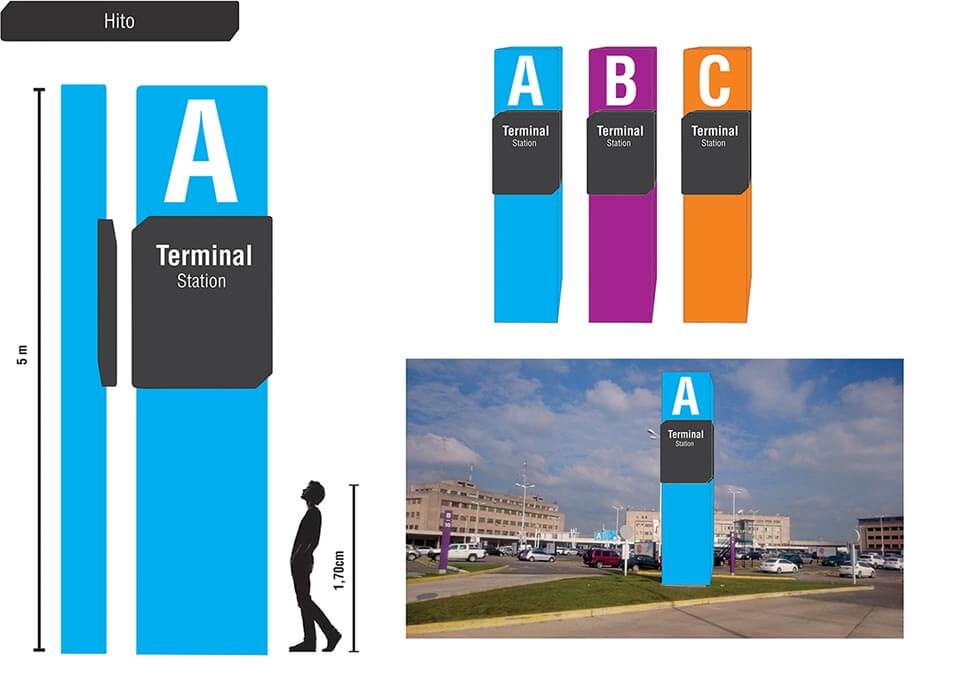 Hito
5 m
A
Terminal
Station
1,70cm
A
Terminal
Station
B
Terminal
Station
C
Terminal
Station
A
Terminal
Station